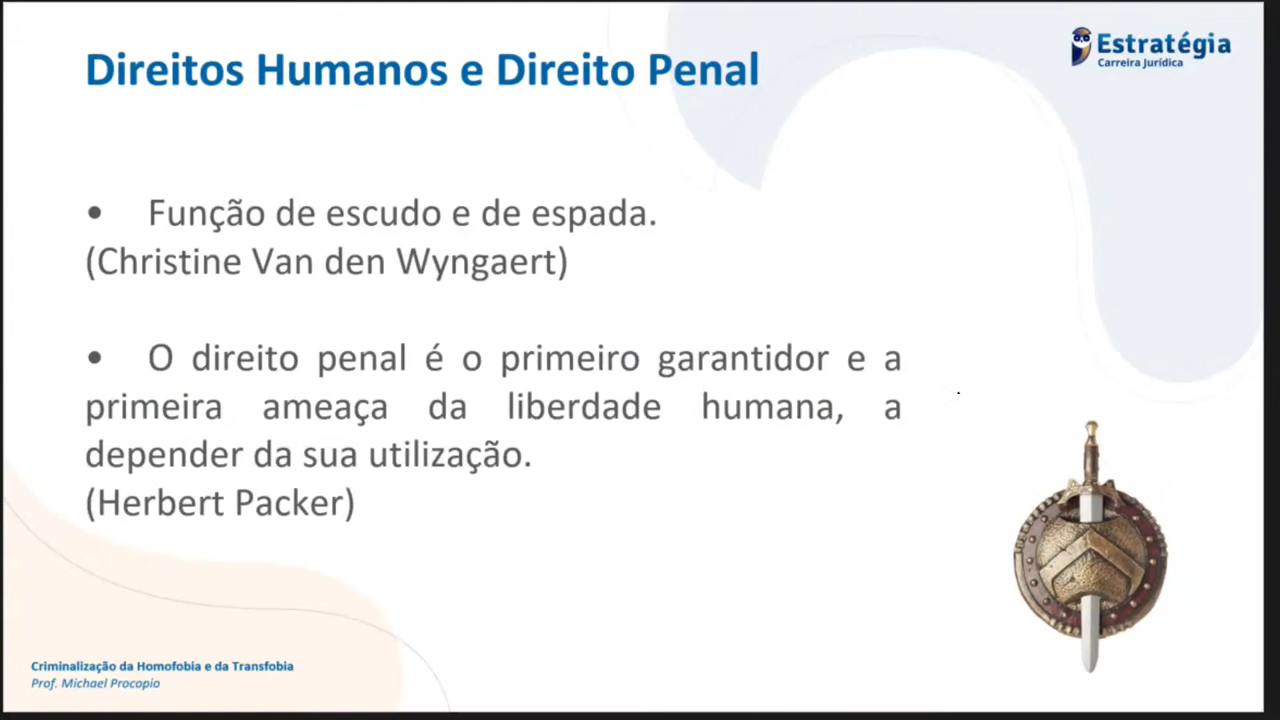 Direitos Humanos e Direito Penal
Estratégia
Carreira Jurídica
• Função de escudo e de espada.
(Christine Van den Wyngaert)
• O direito penal é o primeiro garantidor e a
primeira ameaça da liberdade humana, a
depender da sua utilização.
(Herbert Packer)
Criminalização da Homofobia e da Transfobia
Prof. Michael Procopio